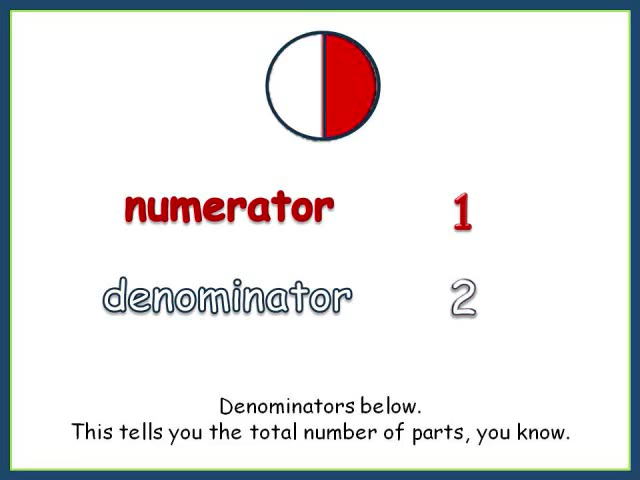 numerator 1
denominator 2
Denominators below.
This tells you the total number of parts, you know.